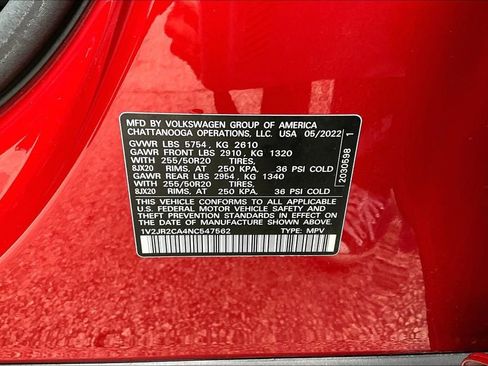 MFD BY VOLKSWAGEN GROUP OF AMERICA
CHATTANOOGA OPERATIONS, LLC. USA 05/2022
GVWR LBS 5754 , KG 2610
GAWR FRONT LBS 2910 , KG 1320
WITH 255/50R20 TIRES,
8JX20 RIMS, AT 250 KPA. 36 PSI COLD
GAWR REAR LBS 2954 , KG 1340
WITH 255/50R20 TIRES,
8JX20 RIMS, AT 250 KPA. 36 PSI COLD
THIS VEHICLE CONFORMS TO ALL APPLICABLE
U.S. FEDERAL MOTOR VEHICLE SAFETY AND
THEFT PREVENTION STANDARDS IN EFFECT ON
THE DATE OF MANUFACTURE SHOWN ABOVE.
1V2JR2CA4NC547562 TYPE: MPV
2030598 1